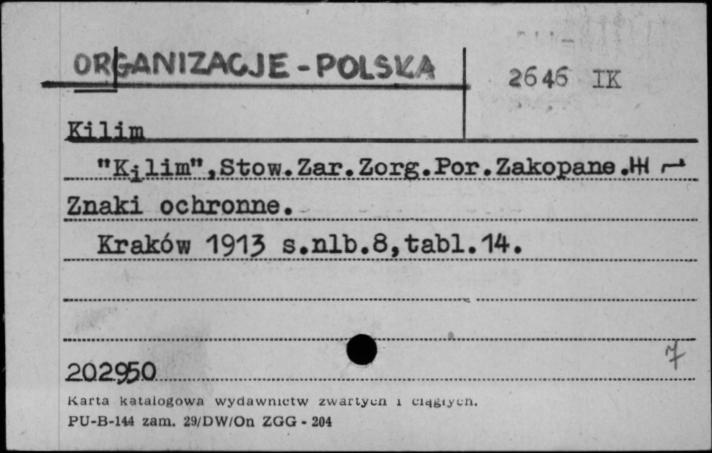 ORGANIZACJE - POLSKA
2646 IK
Kilim
"Kilim",Stow.Zar.Zorg.Por.Zakopane.
Znaki ochronne.
Kraków 1913 s.nlb.8,tabl.14.
7
202950
Karta katalogowa wydawnictw zwartych i ciągłych.
PU-B-144 zam. 29/DW/On ZGG - 204